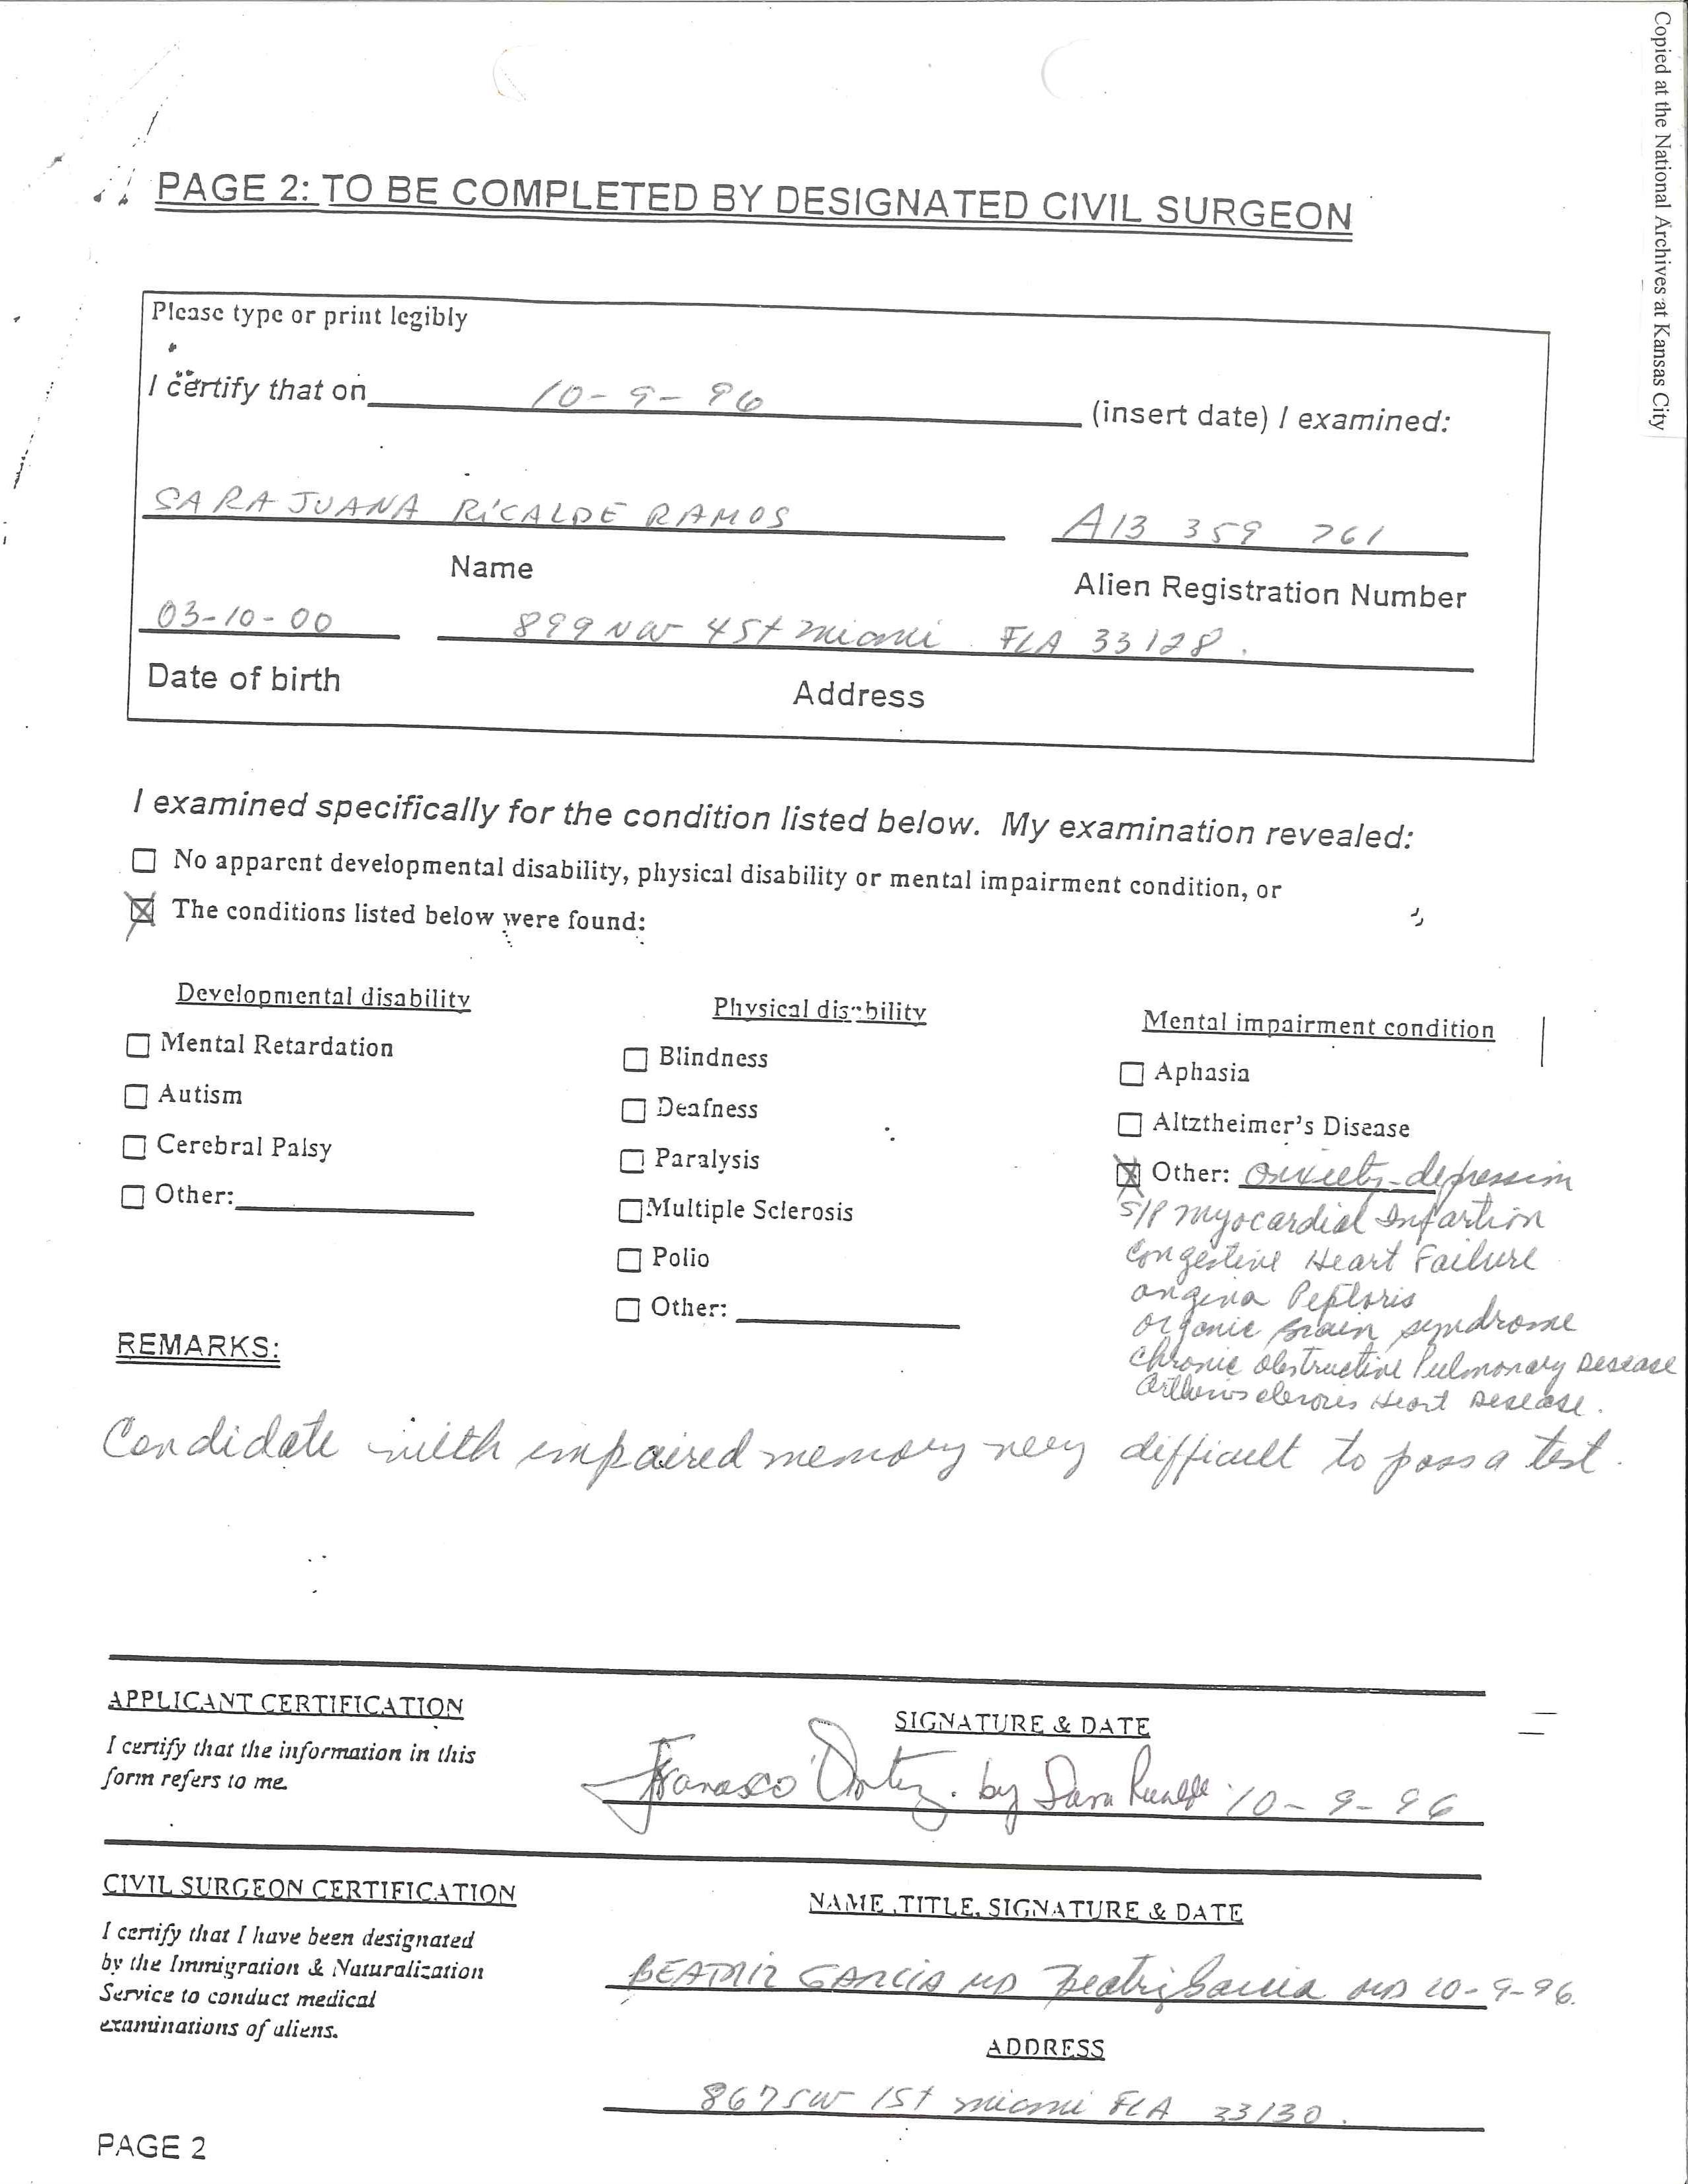 Copied at the National Archives at Kansas City
PAGE 2: TO BE COMPLETED BY DESIGNATED CIVIL SURGEON
Please type or print legibly
I certify that on 10-9-96 (insert date) I examined:
SARA JUANA RICALDE RAMOS A13 359 761
Name Alien Registration Number
03-10-00 899 NW 4 St miami FLA 33128.
Date of birth Address
I examined specifically for the condition listed below. My examination revealed:
No apparent developmental disability, physical disability or mental impairment condition, or
The conditions listed below were found:
Developmental disability
Mental Retardation
Autism
Cerebral Palsy
Other:
Physical disability
Blindness
Deafness
Paralysis
Multiple Sclerosis
Polio
Other:
Mental impairment condition
Aphasia
Altztheimer's Disease
Other: anxiety-depression
S/P Myocardial Infartion
Congestive Heart Failure
angina Peptoris
organic Brain syndrome
Chronic obstructive Pulmonary Desease
Heart Desease.
REMARKS:
Candidate with impaired memory very difficult to pass a test.
APPLICANT CERTIFICATION
I certify that the information in this
form refers to me.
SIGNATURE & DATE
Francisco Ortiz. by Sara Ricalde 10-9-96
CIVIL SURGEON CERTIFICATION
I certify that I have been designated
by the Immigration & Naturalization
Service to conduct medical
examinations of aliens.
NAME, TITLE, SIGNATURE & DATE
BEATRIZ GARCIA MD Beatriz Garcia MD 10-9-96.
ADDRESS
867 SW 1St miami FLA 33130.
PAGE 2